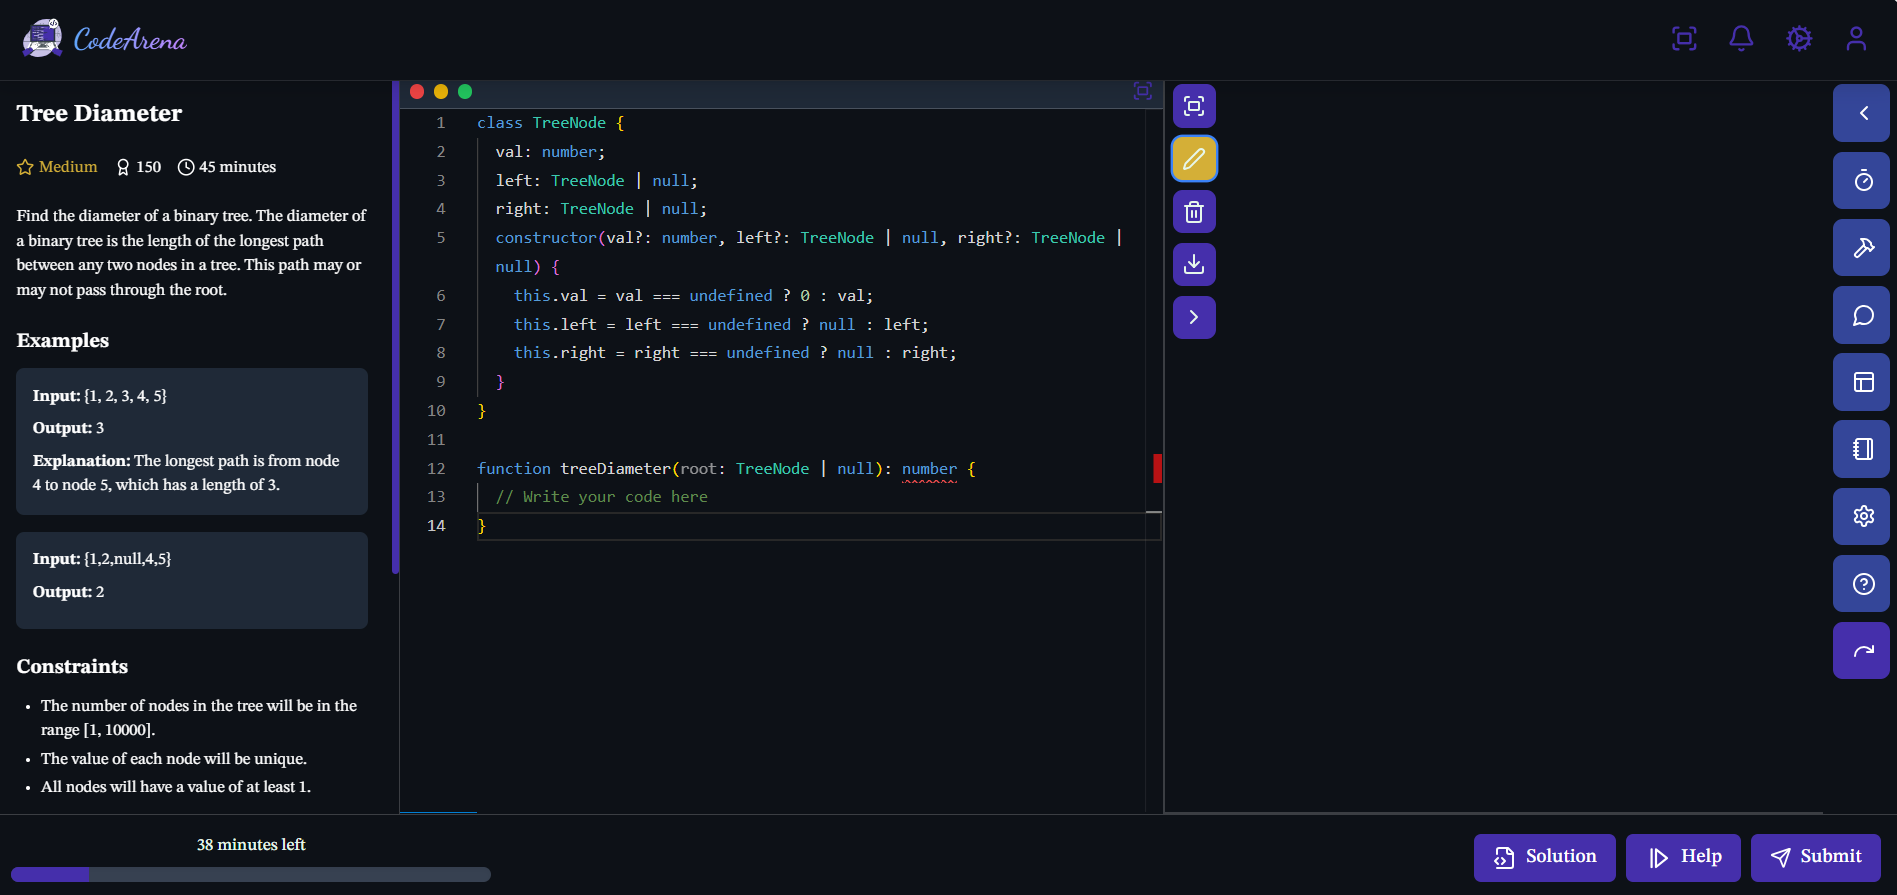 CodeArena
Tree Diameter
Medium 150 45 minutes
Find the diameter of a binary tree. The diameter of
a binary tree is the length of the longest path
between any two nodes in a tree. This path may or
may not pass through the root.
Examples
Input: {1, 2, 3, 4, 5}
Output: 3
Explanation: The longest path is from node
4 to node 5, which has a length of 3.
Input: {1,2,null,4,5}
Output: 2
Constraints
• The number of nodes in the tree will be in the
range [1, 10000].
• The value of each node will be unique.
• All nodes will have a value of at least 1.
1 class TreeNode {
2 val: number;
3 left: TreeNode | null;
4 right: TreeNode | null;
5 constructor(val?: number, left?: TreeNode | null, right?: TreeNode |
null) {
6 this.val = val === undefined ? 0 : val;
7 this.left = left === undefined ? null : left;
8 this.right = right === undefined ? null : right;
9 }
10 }
11
12 function treeDiameter(root: TreeNode | null): number {
13 // Write your code here
14 }
38 minutes left
Solution
Help
Submit